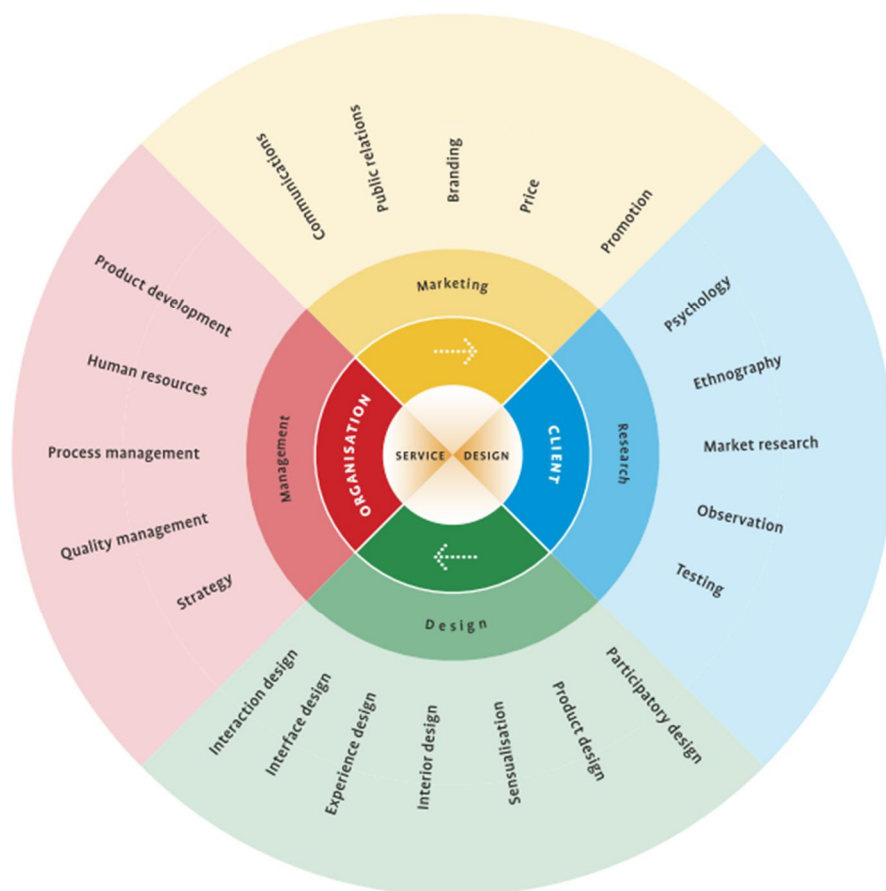 Communications
Public relations
Branding
Price
Promotion
Marketing
Product development
Human resources
Process management
Quality management
Strategy
Management
ORGANISATION
SERVICE DESIGN
CLIENT
Research
Psychology
Ethnography
Market research
Observation
Testing
Design
Interaction design
Interface design
Experience design
Interior design
Sensualisation
Product design
Participatory design